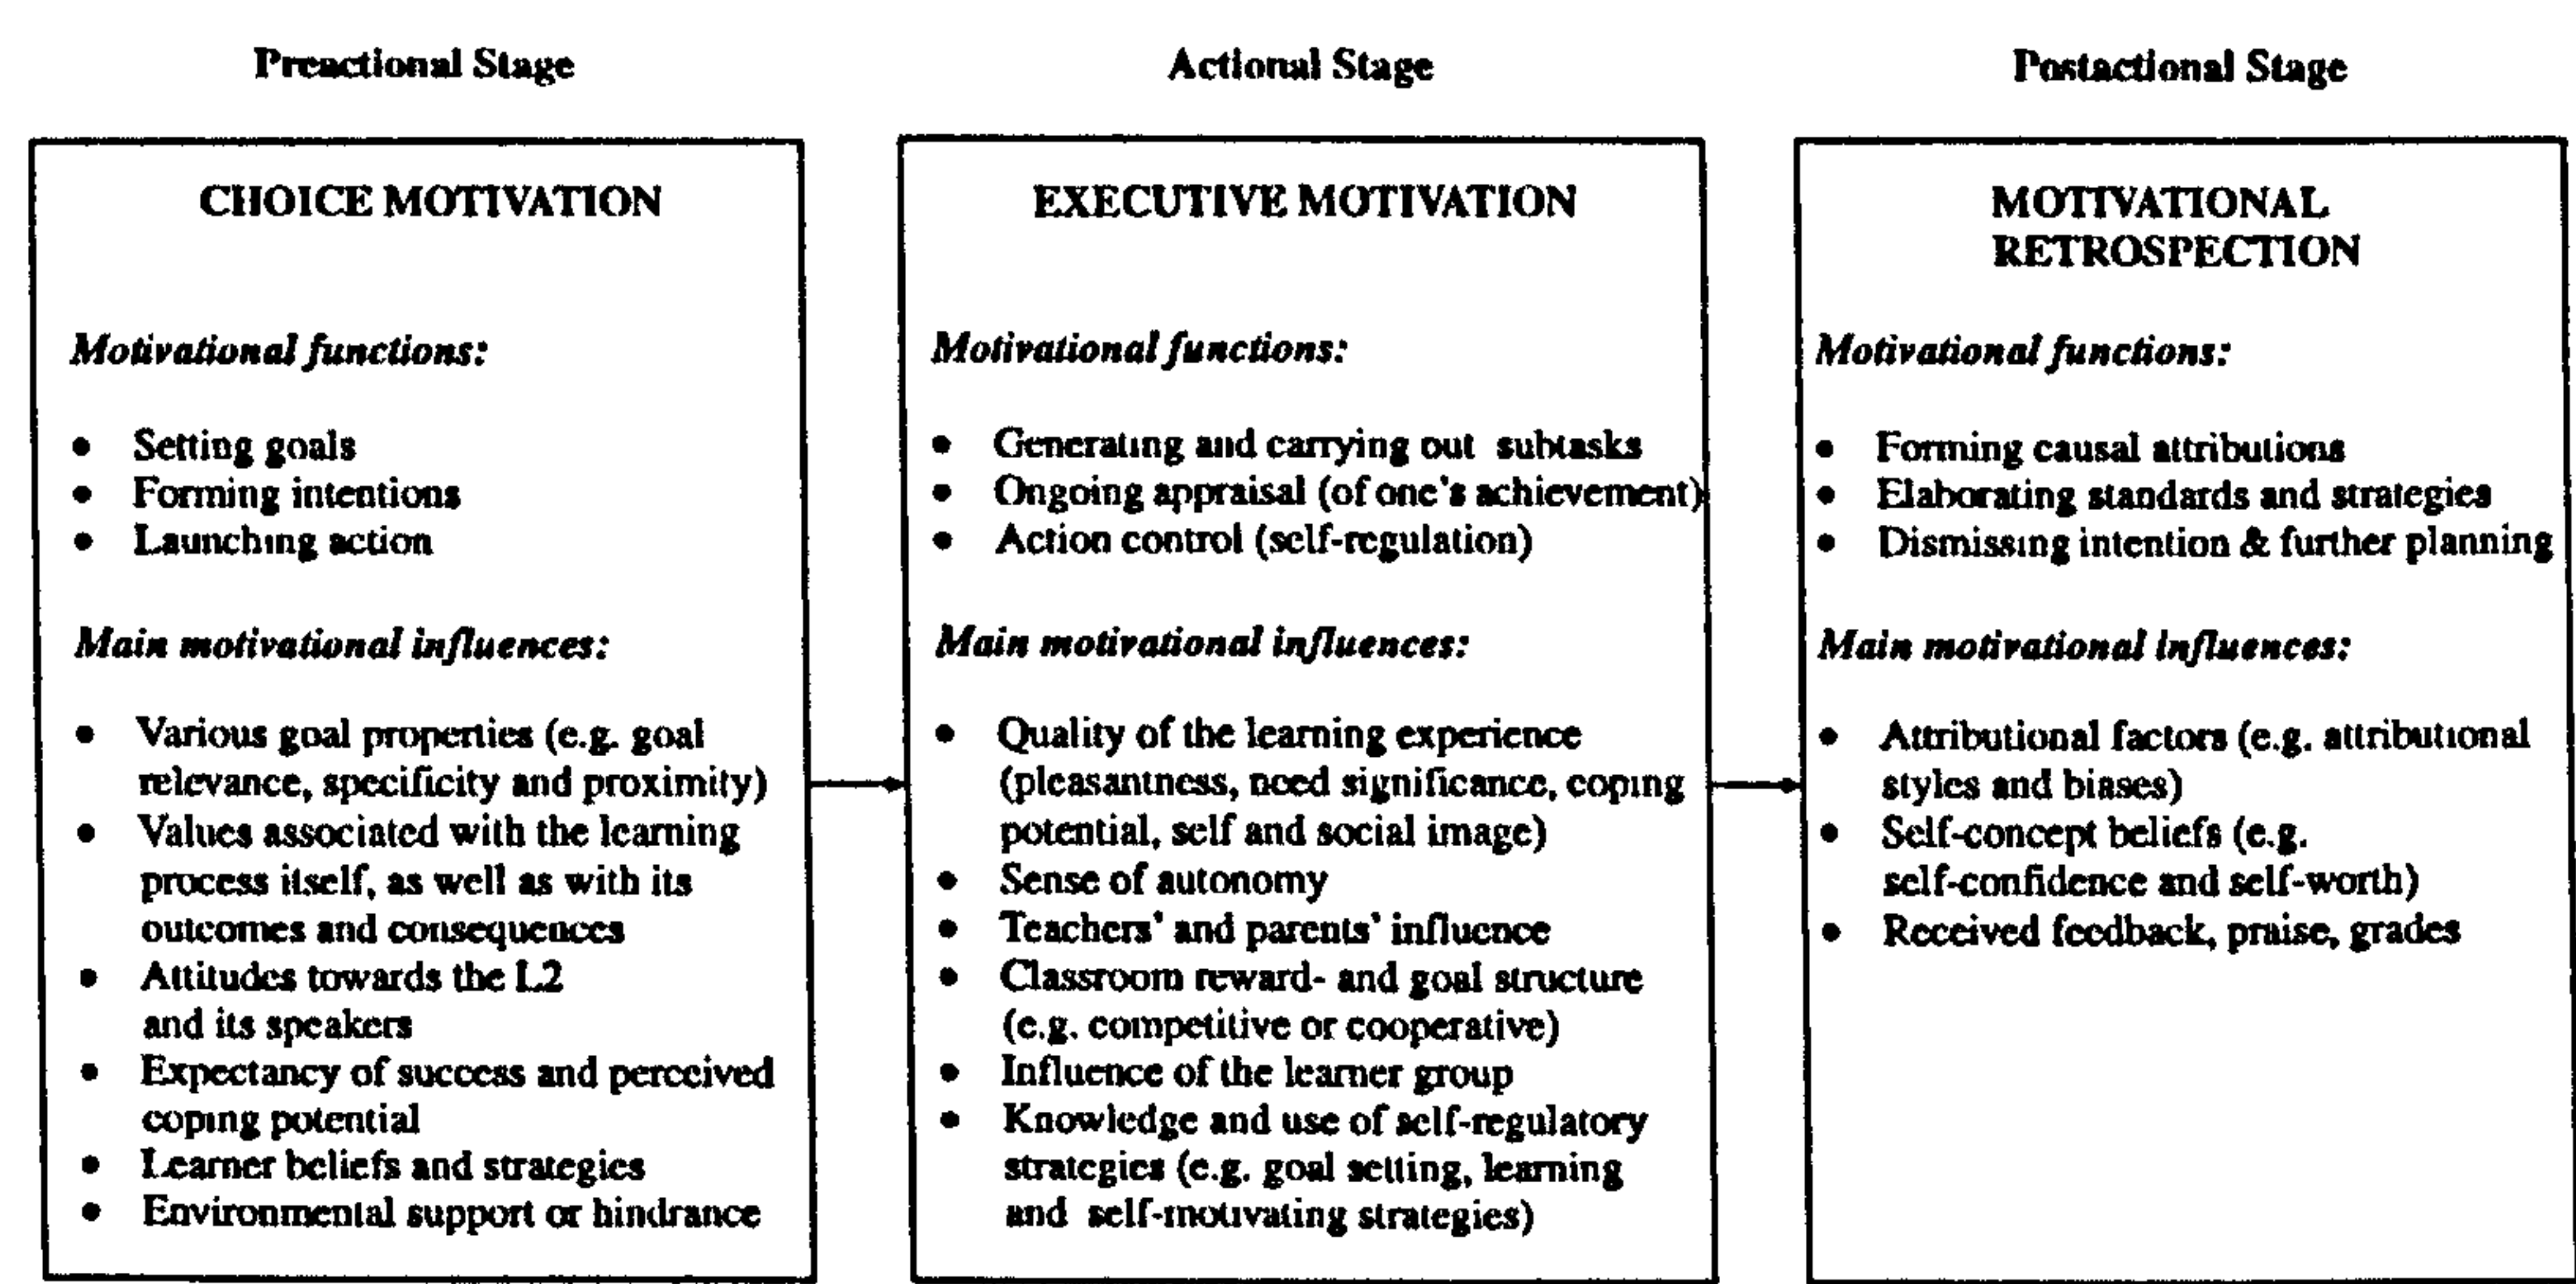 Preactional Stage
CHOICE MOTIVATION
Motivational functions:
• Setting goals
• Forming intentions
• Launching action
Main motivational influences:
• Various goal properties (e.g. goal
relevance, specificity and proximity)
• Values associated with the learning
process itself, as well as with its
outcomes and consequences
• Attitudes towards the L2
and its speakers
• Expectancy of success and perceived
coping potential
• Learner beliefs and strategies
• Environmental support or hindrance
Actional Stage
EXECUTIVE MOTIVATION
Motivational functions:
• Generating and carrying out subtasks
• Ongoing appraisal (of one's achievement)
• Action control (self-regulation)
Main motivational influences:
• Quality of the learning experience
(pleasantness, need significance, coping
potential, self and social image)
• Sense of autonomy
• Teachers' and parents' influence
• Classroom reward- and goal structure
(e.g. competitive or cooperative)
• Influence of the learner group
• Knowledge and use of self-regulatory
strategies (e.g. goal setting, learning
and self-motivating strategies)
Postactional Stage
MOTIVATIONAL
RETROSPECTION
Motivational functions:
• Forming causal attributions
• Elaborating standards and strategies
• Dismissing intention & further planning
Main motivational influences:
• Attributional factors (e.g. attributional
styles and biases)
• Self-concept beliefs (e.g.
self-confidence and self-worth)
• Received feedback, praise, grades